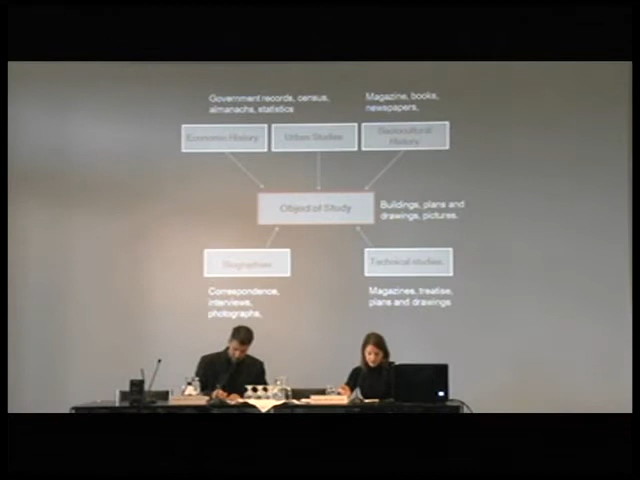 Government records, census,
almanachs, statistics
Magazine, books,
newspapers,
Economic History
Urban Studies
Sociocultural
History
Object of Study
Buildings, plans and
drawings, pictures.
Biographies
Technical studies
Correspondence,
interviews,
photographs,
Magazines, treatise,
plans and drawings